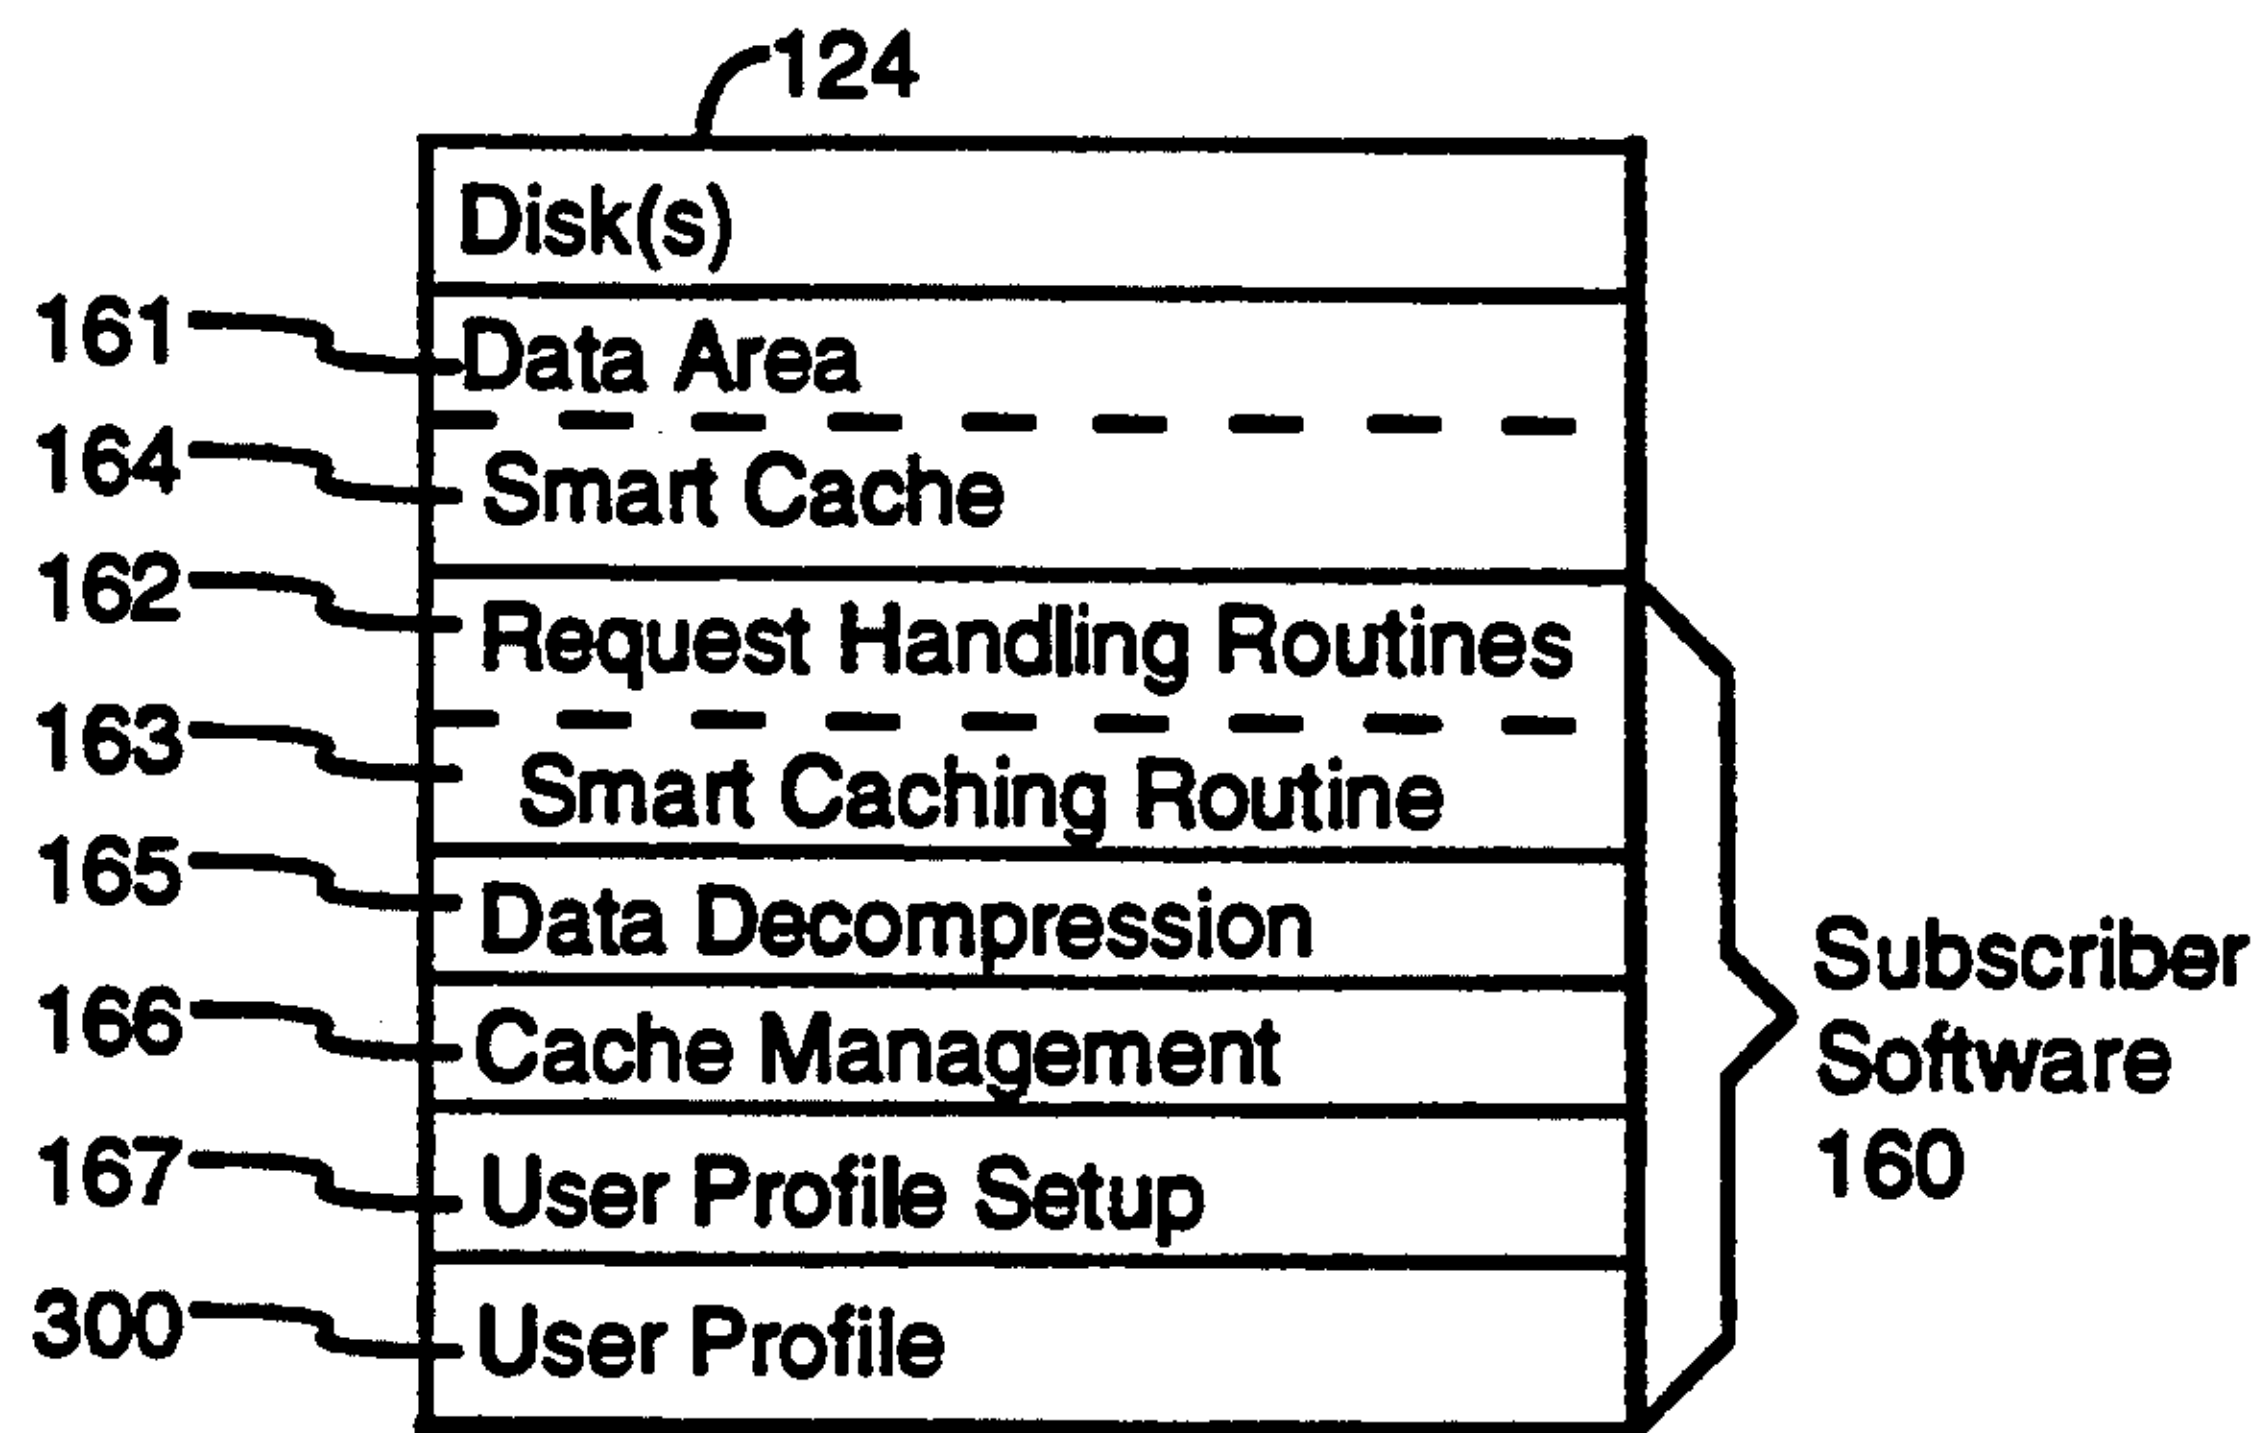 124
Disk(s)
161 Data Area
164 Smart Cache
162 Request Handling Routines
163 Smart Caching Routine
165 Data Decompression
166 Cache Management
167 User Profile Setup
300 User Profile
Subscriber
Software
160